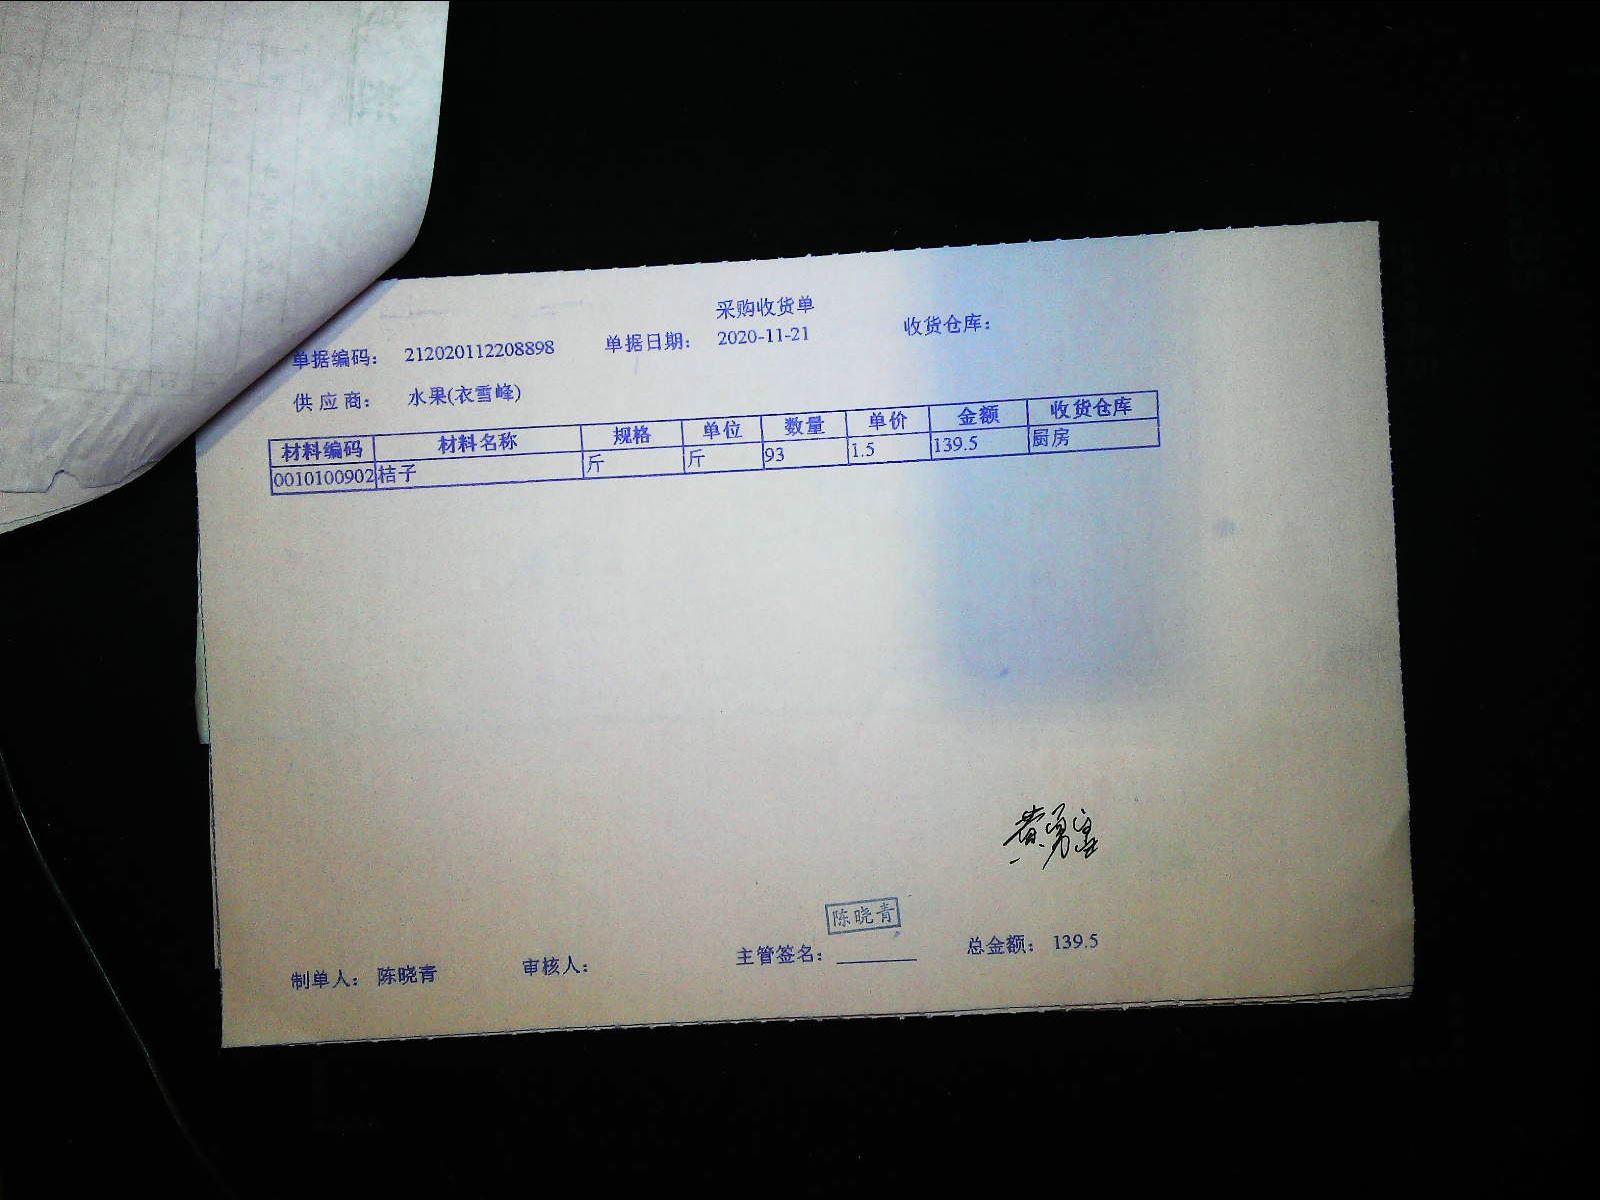 采购收货单
单据编码： 212020112208898 单据日期： 2020-11-21 收货仓库：
供应商： 水果(衣雪峰)
材料编码 材料名称 规格 单位 数量 单价 金额 收货仓库
0010100902 桔子 斤 斤 93 1.5 139.5 厨房
陈晓青
制单人： 陈晓青 审核人： 主管签名： 总金额： 139.5